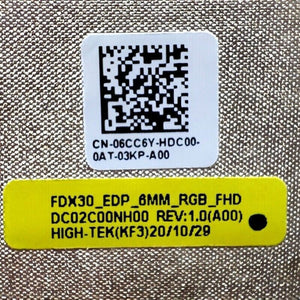 CN-06CC6Y-HDC00-
0AT-03KP-A00
FDX30_EDP_6MM_RGB_FHD
DC02C00NH00 REV:1.0(A00)
HIGH-TEK(KF3)20/10/29